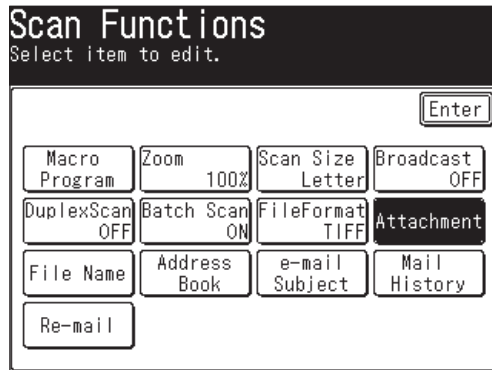 Scan Functions
Select item to edit.
Enter
Macro Program
Zoom 100%
Scan Size Letter
Broadcast OFF
DuplexScan OFF
Batch Scan ON
FileFormat TIFF
Attachment
File Name
Address Book
e-mail Subject
Mail History
Re-mail